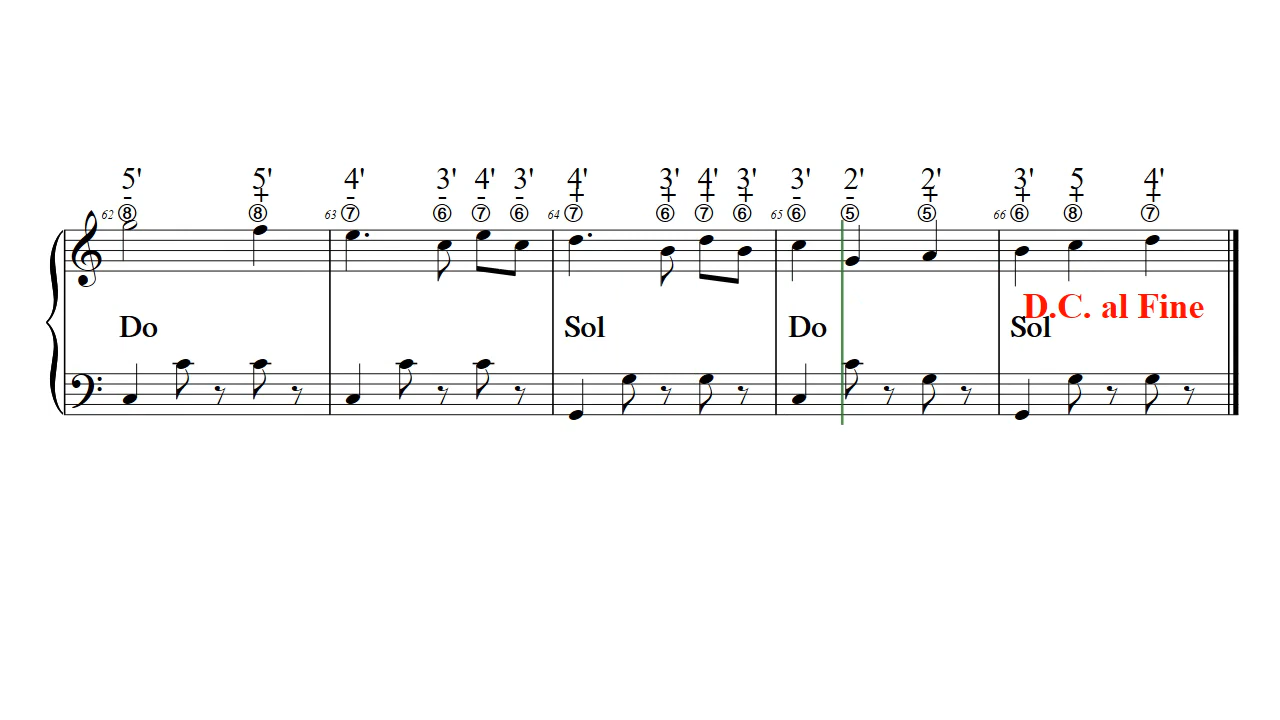 5' 5' 4' 3' 4' 3' 4' 3' 4' 3' 3' 2' 2' 3' 5 4'
- + - - - - + + + + - - + + + +
62 ⑧ ⑧ 63 ⑦ ⑥ ⑦ ⑥ 64 ⑦ ⑥ ⑦ ⑥ 65 ⑥ ⑤ ⑤ 66 ⑥ ⑧ ⑦
D.C. al Fine
Do Sol Do Sol